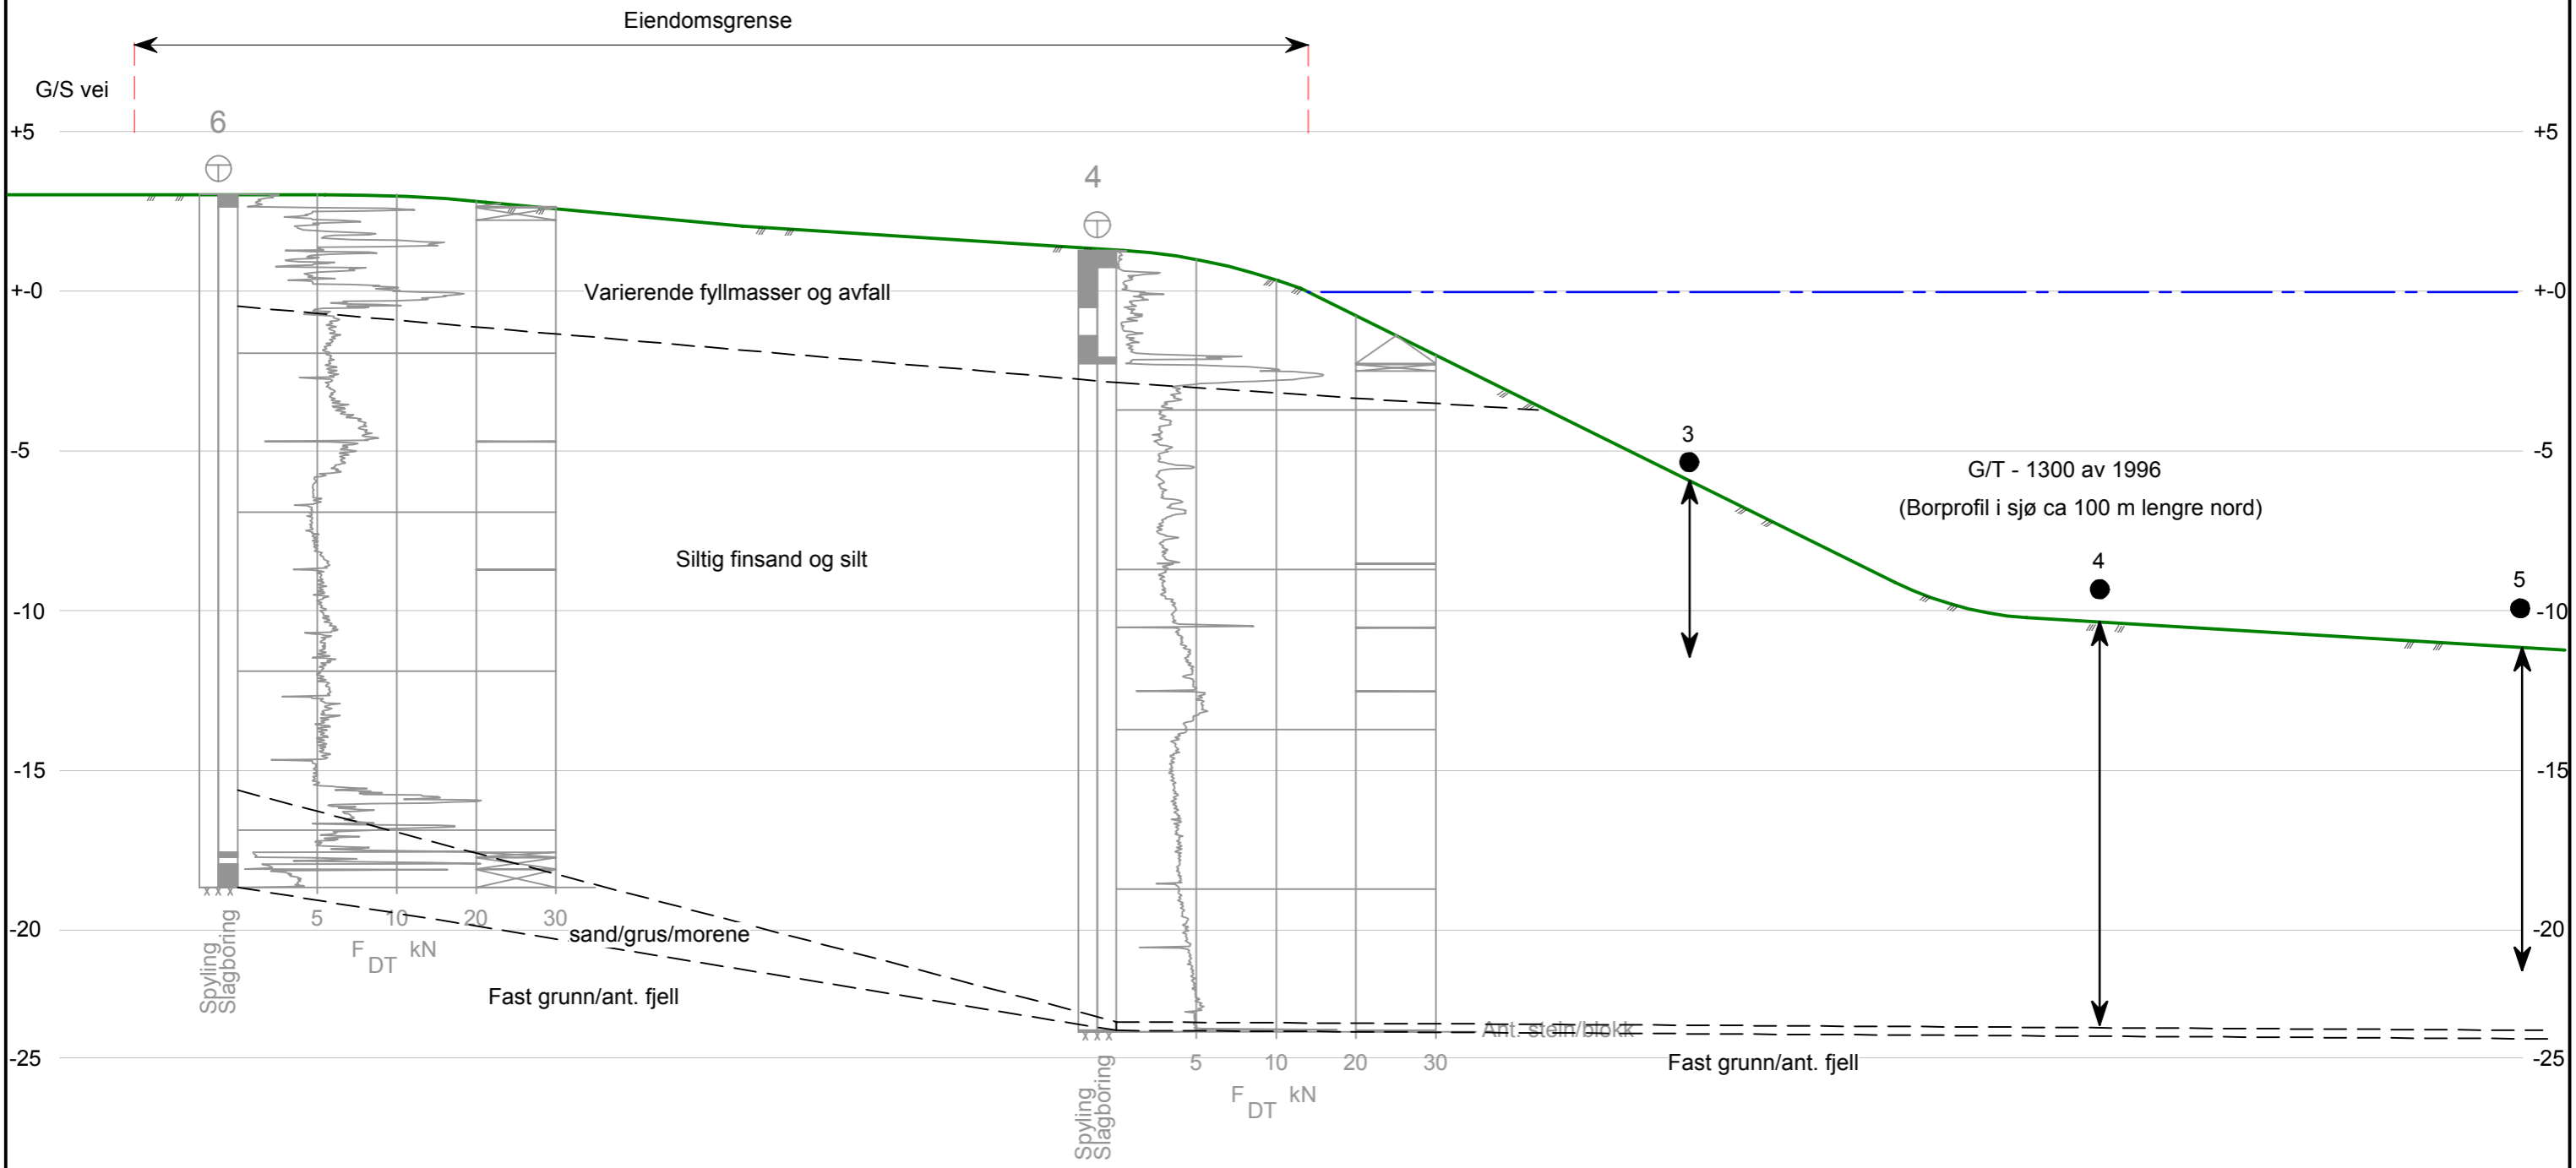 Eiendomsgrense
G/S vei
6
+5
+5
4
+-0
Varierende fyllmasser og avfall
+-0
3
-5
-5
G/T - 1300 av 1996
(Borprofil i sjø ca 100 m lengre nord)
Siltig finsand og silt
4
5
-10
-10
-15
-15
5
10
20
30
-20
sand/grus/morene
-20
F DT kN
Spyling
Slagboring
Fast grunn/ant. fjell
Ant. stein/blokk
-25
5
10
20
30
Fast grunn/ant. fjell
-25
F DT kN
Spyling
Slagboring